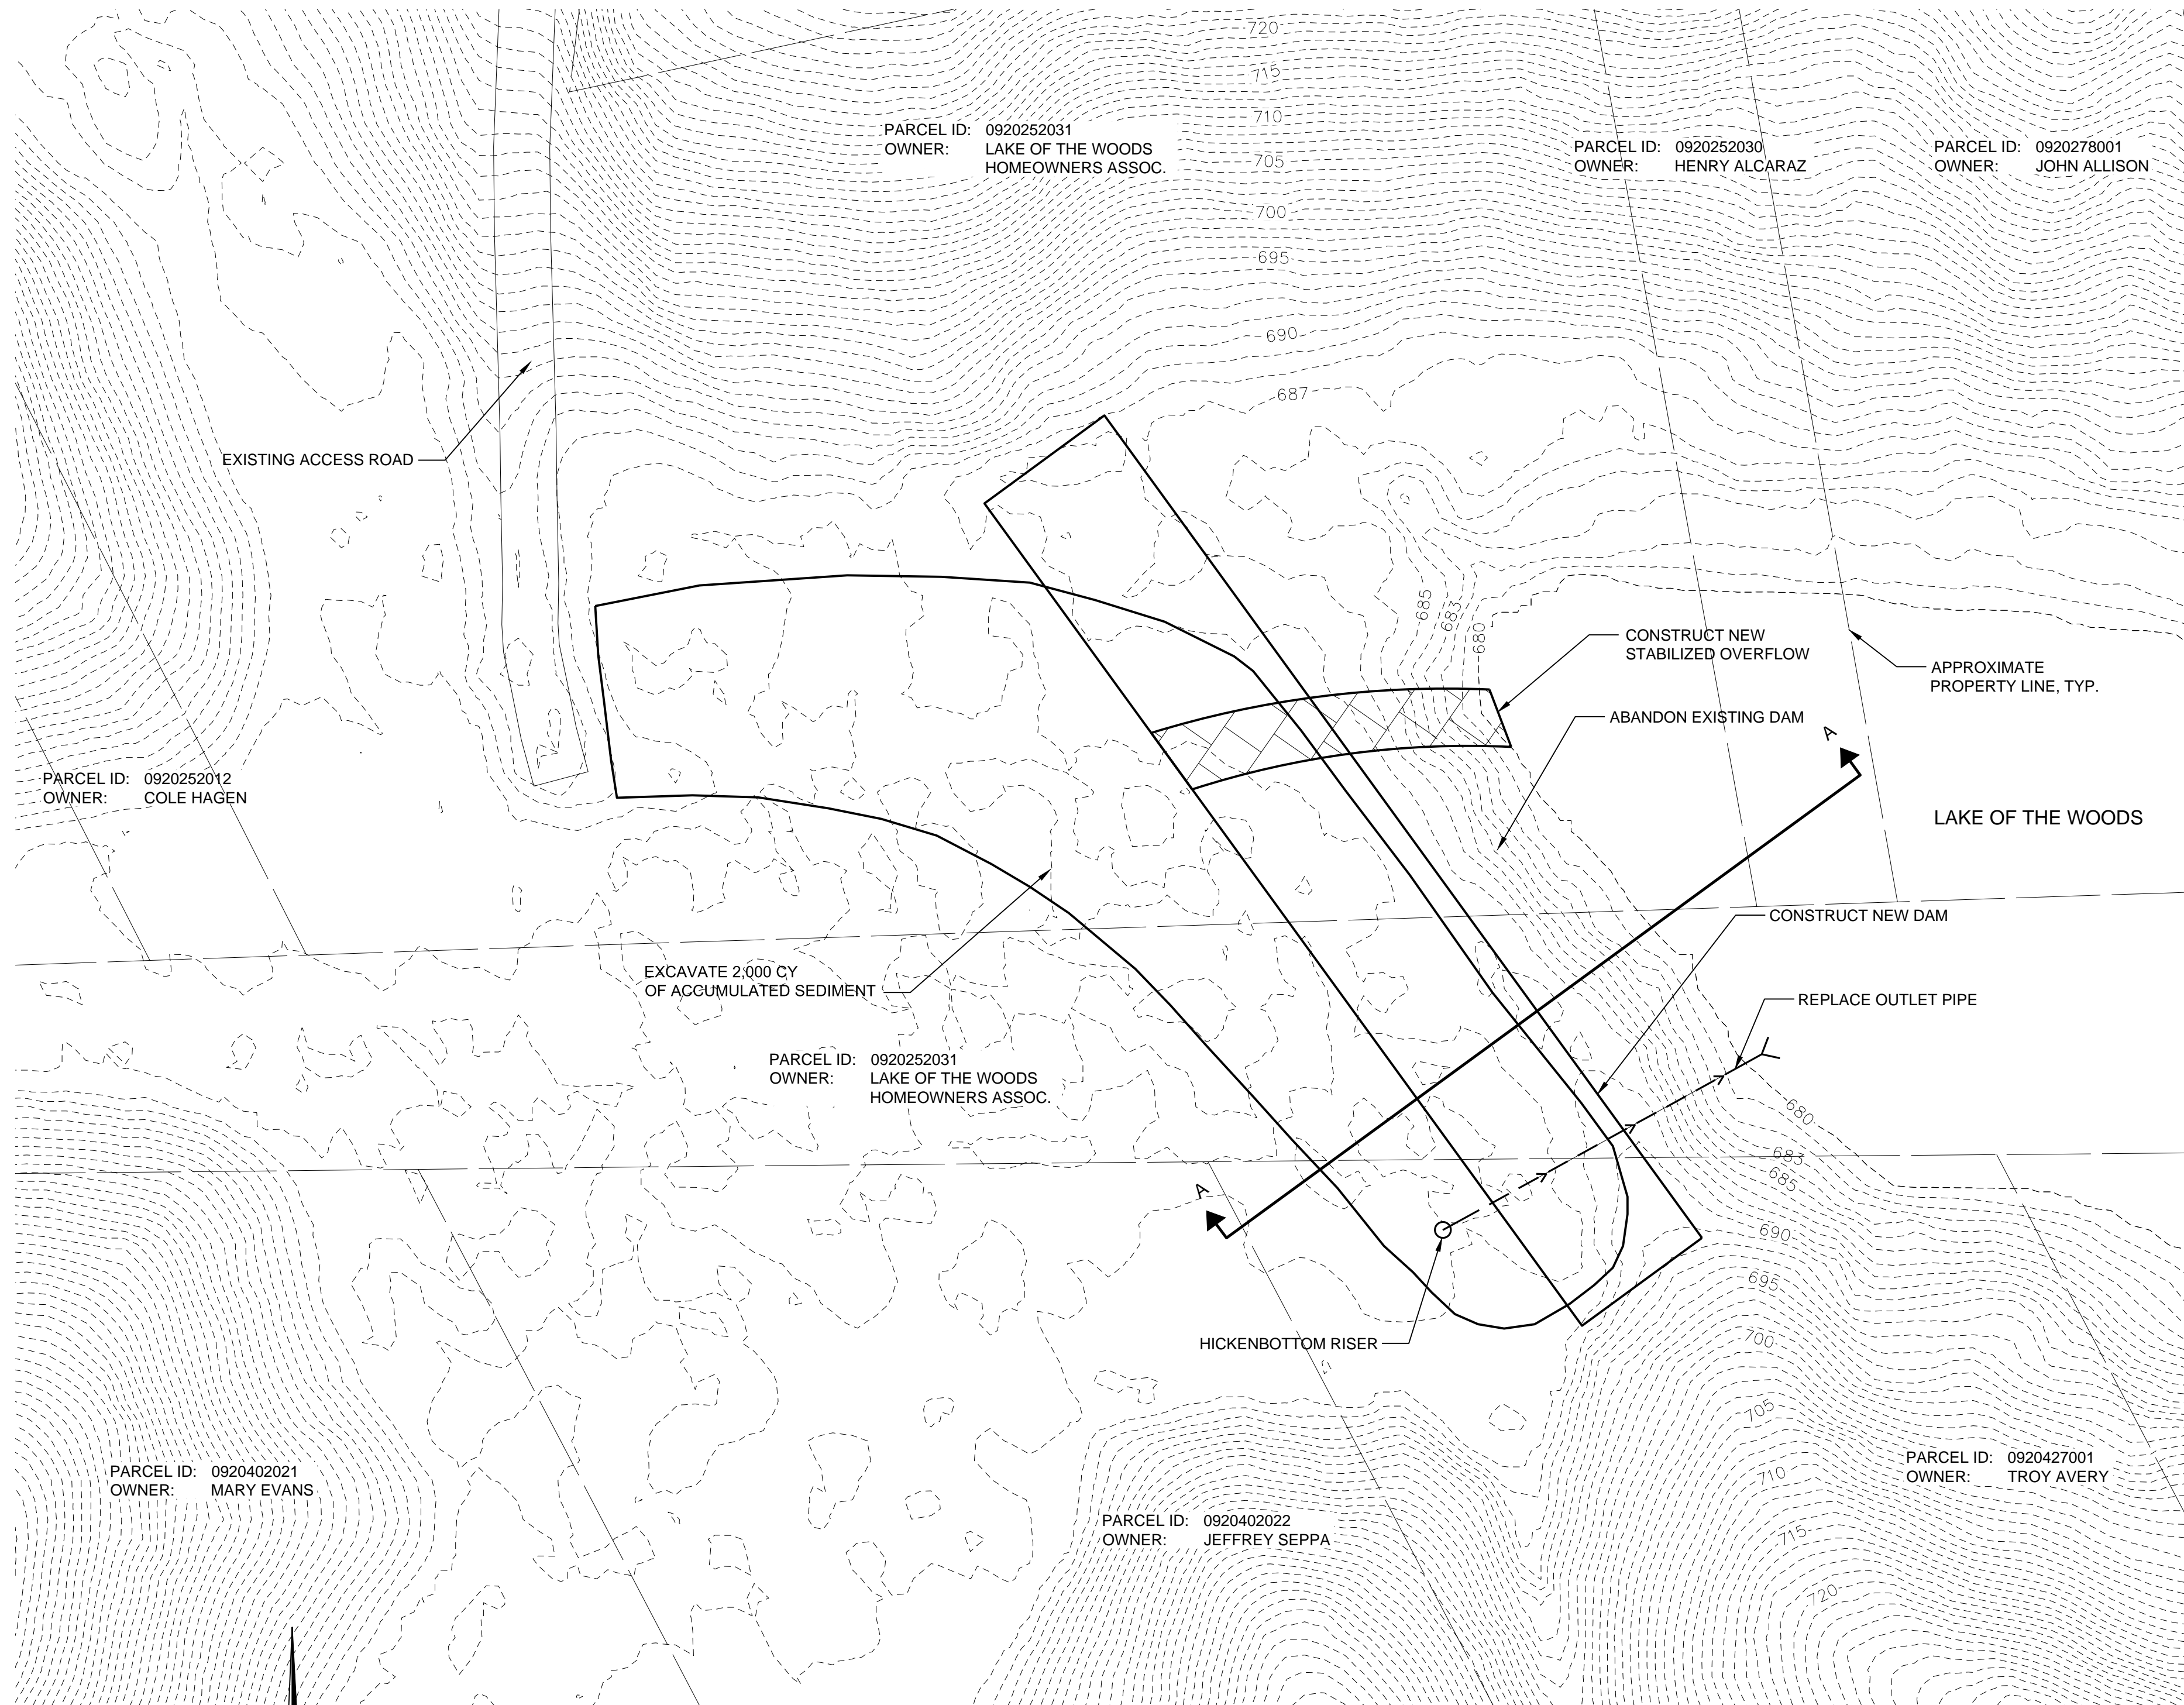 720
715
710
705
700
695
690
687
PARCEL ID: 0920252031
OWNER: LAKE OF THE WOODS
HOMEOWNERS ASSOC.
PARCEL ID: 0920252030
OWNER: HENRY ALCARAZ
PARCEL ID: 0920278001
OWNER: JOHN ALLISON
EXISTING ACCESS ROAD
685
683
680
CONSTRUCT NEW
STABILIZED OVERFLOW
APPROXIMATE
PROPERTY LINE, TYP.
ABANDON EXISTING DAM
A
PARCEL ID: 0920252012
OWNER: COLE HAGEN
LAKE OF THE WOODS
CONSTRUCT NEW DAM
EXCAVATE 2,000 CY
OF ACCUMULATED SEDIMENT
REPLACE OUTLET PIPE
PARCEL ID: 0920252031
OWNER: LAKE OF THE WOODS
HOMEOWNERS ASSOC.
680
683
685
A
690
695
700
705
710
715
720
HICKENBOTTOM RISER
PARCEL ID: 0920402021
OWNER: MARY EVANS
PARCEL ID: 0920427001
OWNER: TROY AVERY
PARCEL ID: 0920402022
OWNER: JEFFREY SEPPA